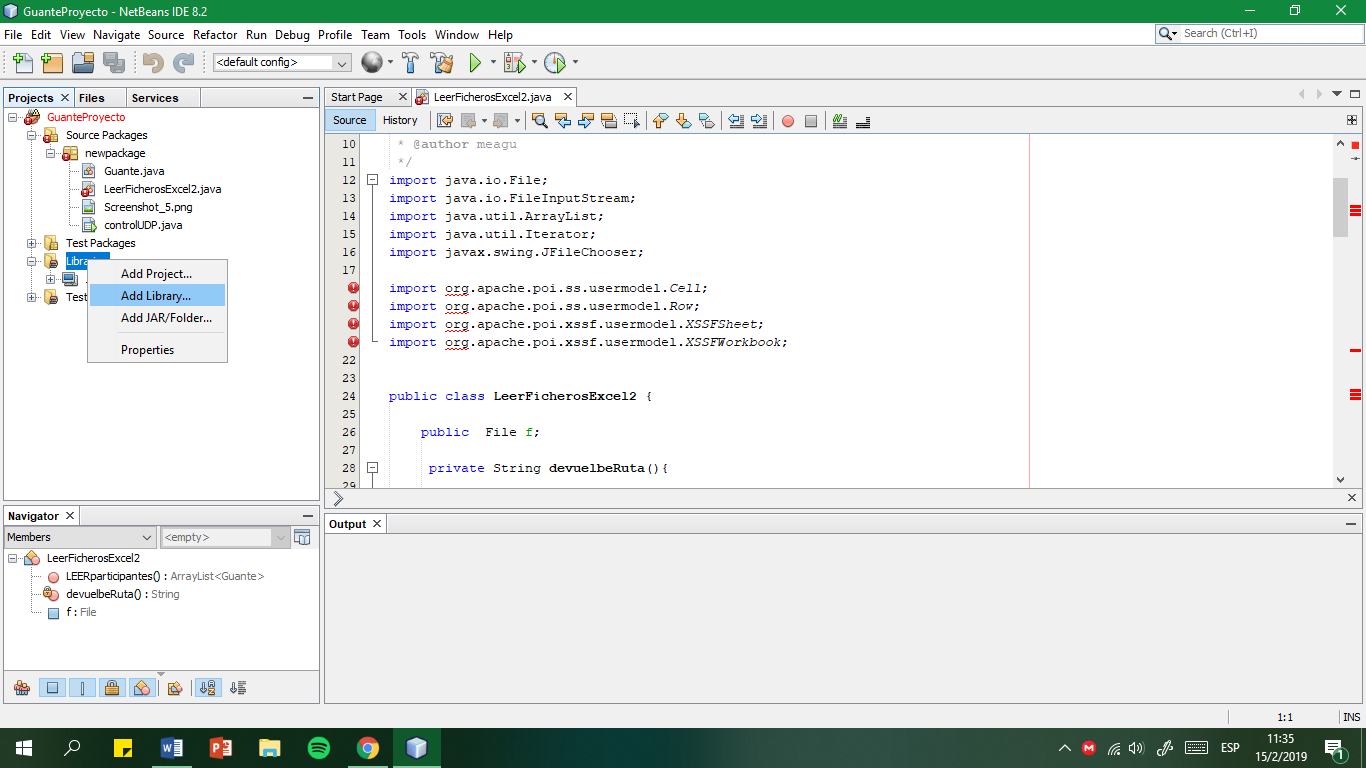 GuanteProyecto - NetBeans IDE 8.2
File Edit View Navigate Source Refactor Run Debug Profile Team Tools Window Help
Search (Ctrl+I)
<default config>
Projects Files Services
GuanteProyecto
Source Packages
newpackage
Guante.java
LeerFicherosExcel2.java
Screenshot_5.png
controlUDP.java
Test Packages
Test
Add Project...
Add Library...
Add JAR/Folder...
Properties
Start Page LeerFicherosExcel2.java
Source History
10 * @author meagu
11 */
12 import java.io.File;
13 import java.io.FileInputStream;
14 import java.util.ArrayList;
15 import java.util.Iterator;
16 import javax.swing.JFileChooser;
17
import org.apache.poi.ss.usermodel.Cell;
import org.apache.poi.ss.usermodel.Row;
import org.apache.poi.xssf.usermodel.XSSFSheet;
import org.apache.poi.xssf.usermodel.XSSFWorkbook;
22
23
24 public class LeerFicherosExcel2 {
25
26 public File f;
27
28 private String devuelbeRuta(){
29
Navigator
Members <empty>
LeerFicherosExcel2
LEERparticipantes() : ArrayList<Guante>
devuelbeRuta() : String
f : File
Output
1:1 INS
ESP
11:35
15/2/2019
1